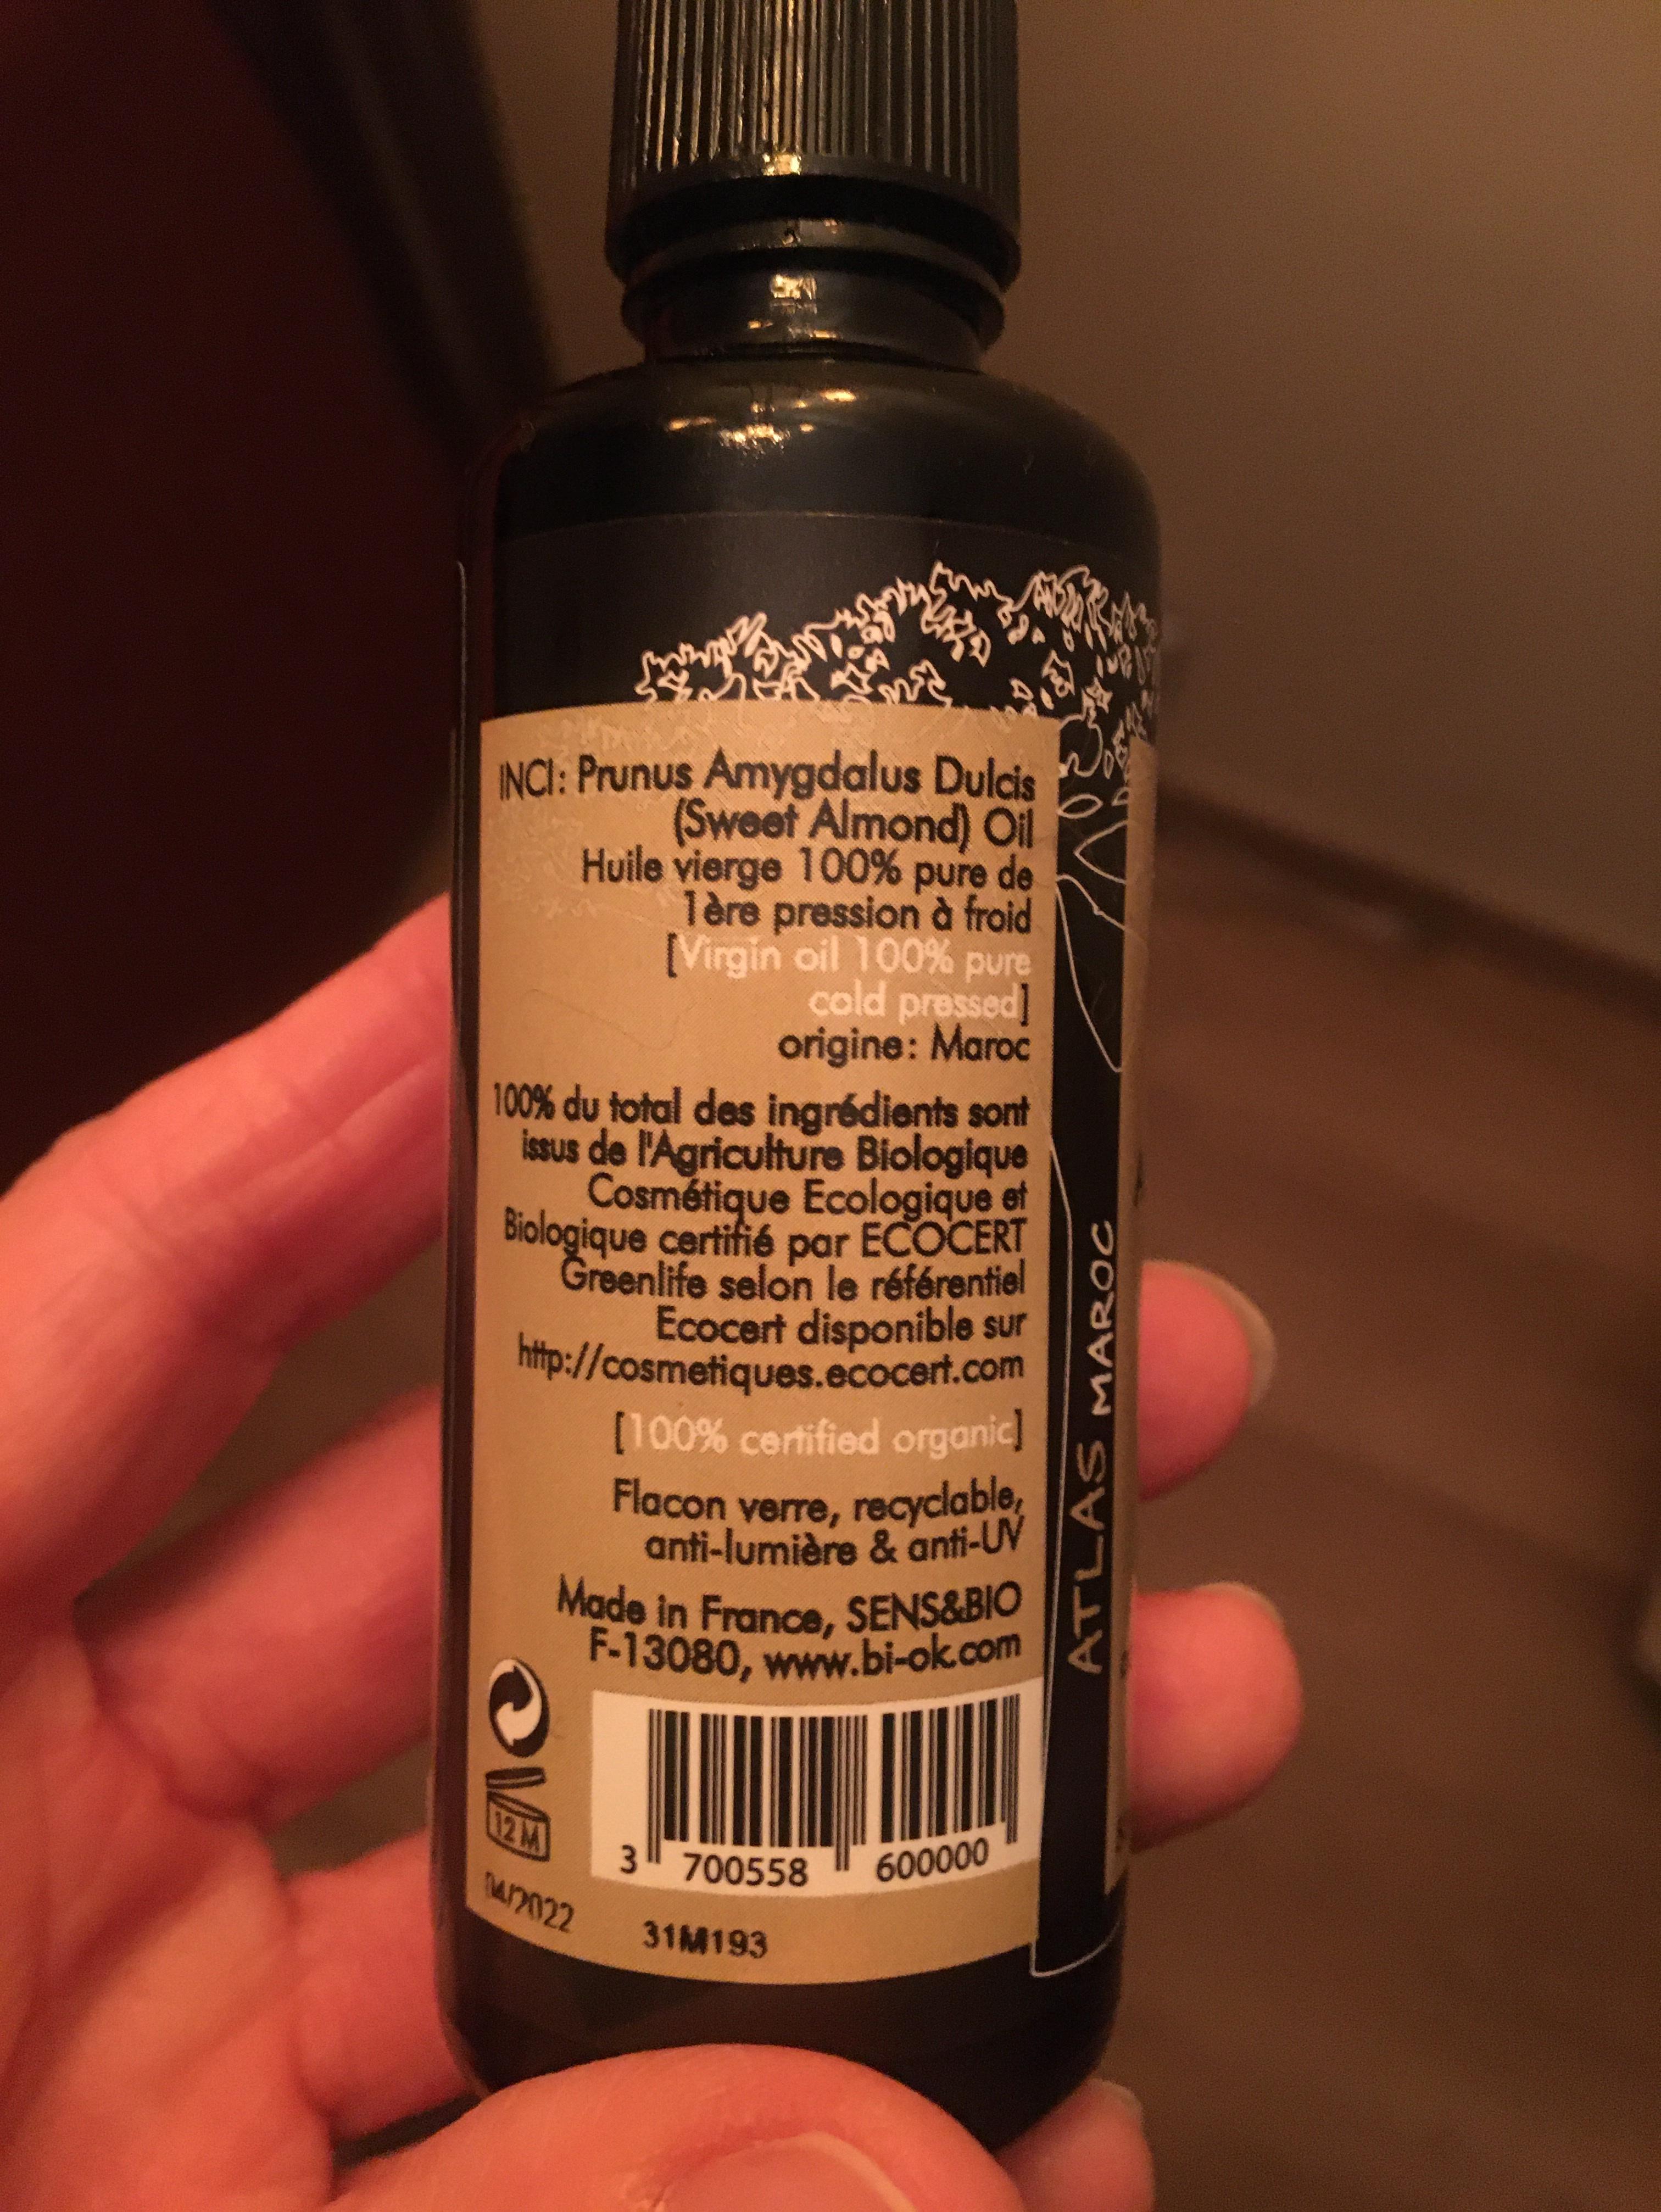 INCI: Prunus Amygdalus Dulcis
(Sweet Almond) Oil
Huile vierge 100% pure de
1ère pression à froid
[Virgin oil 100% pure
cold pressed]
origine: Maroc
100% du total des ingrédients sont
issus de l'Agriculture Biologique
Cosmétique Ecologique et
Biologique certifié par ECOCERT
Greenlife selon le référentiel
Ecocert disponible sur
http://cosmetiques.ecocert.com
[100% certified organic]
Flacon verre, recyclable,
anti-lumière & anti-UV
Made in France, SENS&BIO
F-13080, www.bi-ok.com
12 M
3 700558 600000
04/2022
31M193
ATLAS MAROC